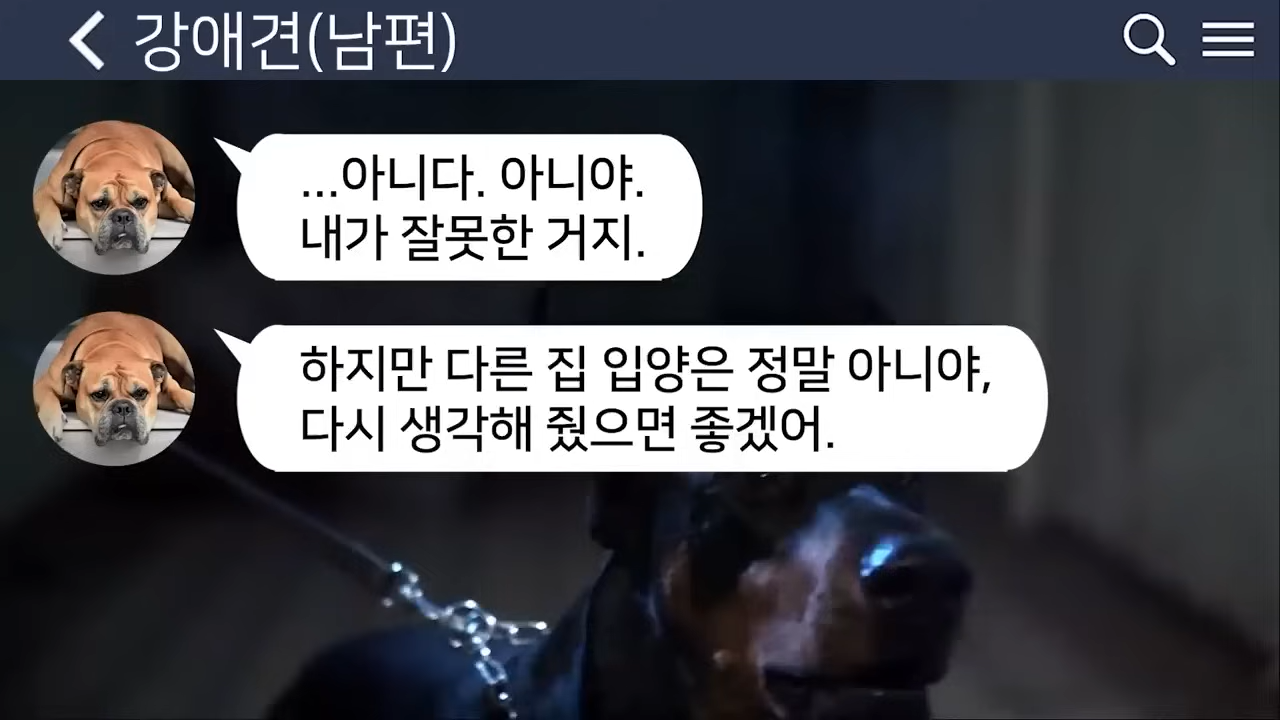 강애견(남편)
...아니다. 아니야.
내가 잘못한 거지.
하지만 다른 집 입양은 정말 아니야,
다시 생각해 줬으면 좋겠어.